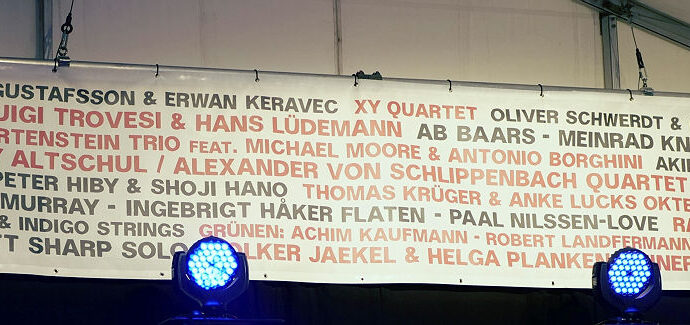 GUSTAFSSON & ERWAN KERAVEC XY QUARTET OLIVER SCHWERDT &
UIGI TROVESI & HANS LÜDEMANN AB BAARS - MEINRAD KN
RTENSTEIN TRIO FEAT. MICHAEL MOORE & ANTONIO BORGHINI AKI
Y ALTSCHUL / ALEXANDER VON SCHLIPPENBACH QUARTET
PETER HIBY & SHOJI HANO THOMAS KRÜGER & ANKE LUCKS OKTE
MURRAY - INGEBRIGT HÅKER FLATEN - PAAL NILSSEN-LOVE RA
& INDIGO STRINGS GRÜNEN: ACHIM KAUFMANN - ROBERT LANDFERMANN
TT SHARP SOLO OLKER JAEKEL & HELGA PLANKEN NER